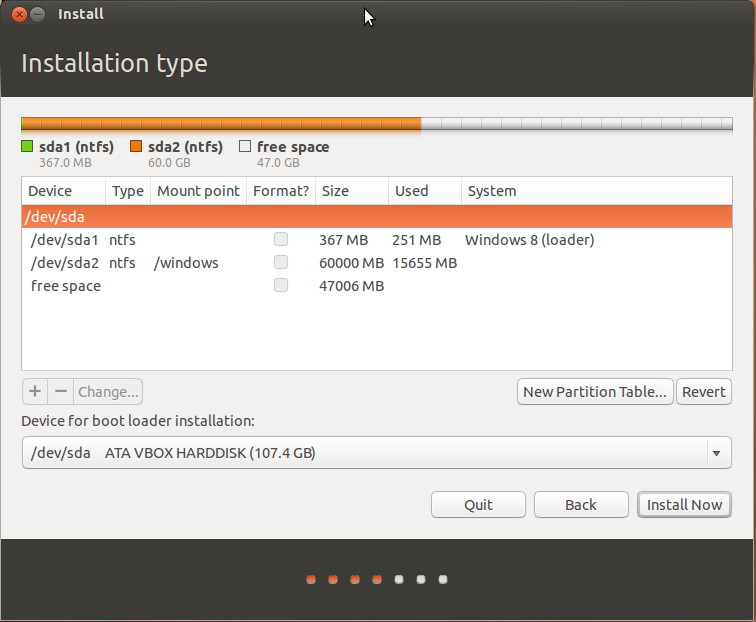 Install
Installation type
sda1 (ntfs) sda2 (ntfs) free space
367.0 MB 60.0 GB 47.0 GB
Device Type Mount point Format? Size Used System
/dev/sda
/dev/sda1 ntfs 367 MB 251 MB Windows 8 (loader)
/dev/sda2 ntfs /windows 60000 MB 15655 MB
free space 47006 MB
+ − Change... New Partition Table... Revert
Device for boot loader installation:
/dev/sda ATA VBOX HARDDISK (107.4 GB)
Quit Back Install Now